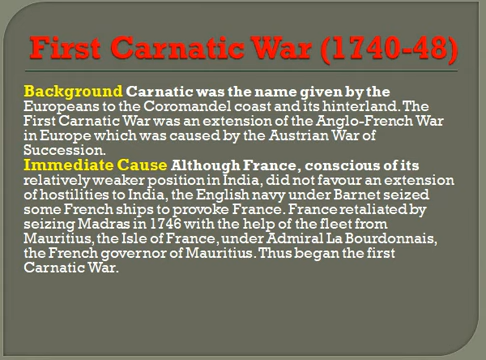 First Carnatic War (1740-48)
Background Carnatic was the name given by the
Europeans to the Coromandel coast and its hinterland. The
First Carnatic War was an extension of the Anglo-French War
in Europe which was caused by the Austrian War of
Succession.
Immediate Cause Although France, conscious of its
relatively weaker position in India, did not favour an extension
of hostilities to India, the English navy under Barnet seized
some French ships to provoke France. France retaliated by
seizing Madras in 1746 with the help of the fleet from
Mauritius, the Isle of France, under Admiral La Bourdonnais,
the French governor of Mauritius. Thus began the first
Carnatic War.